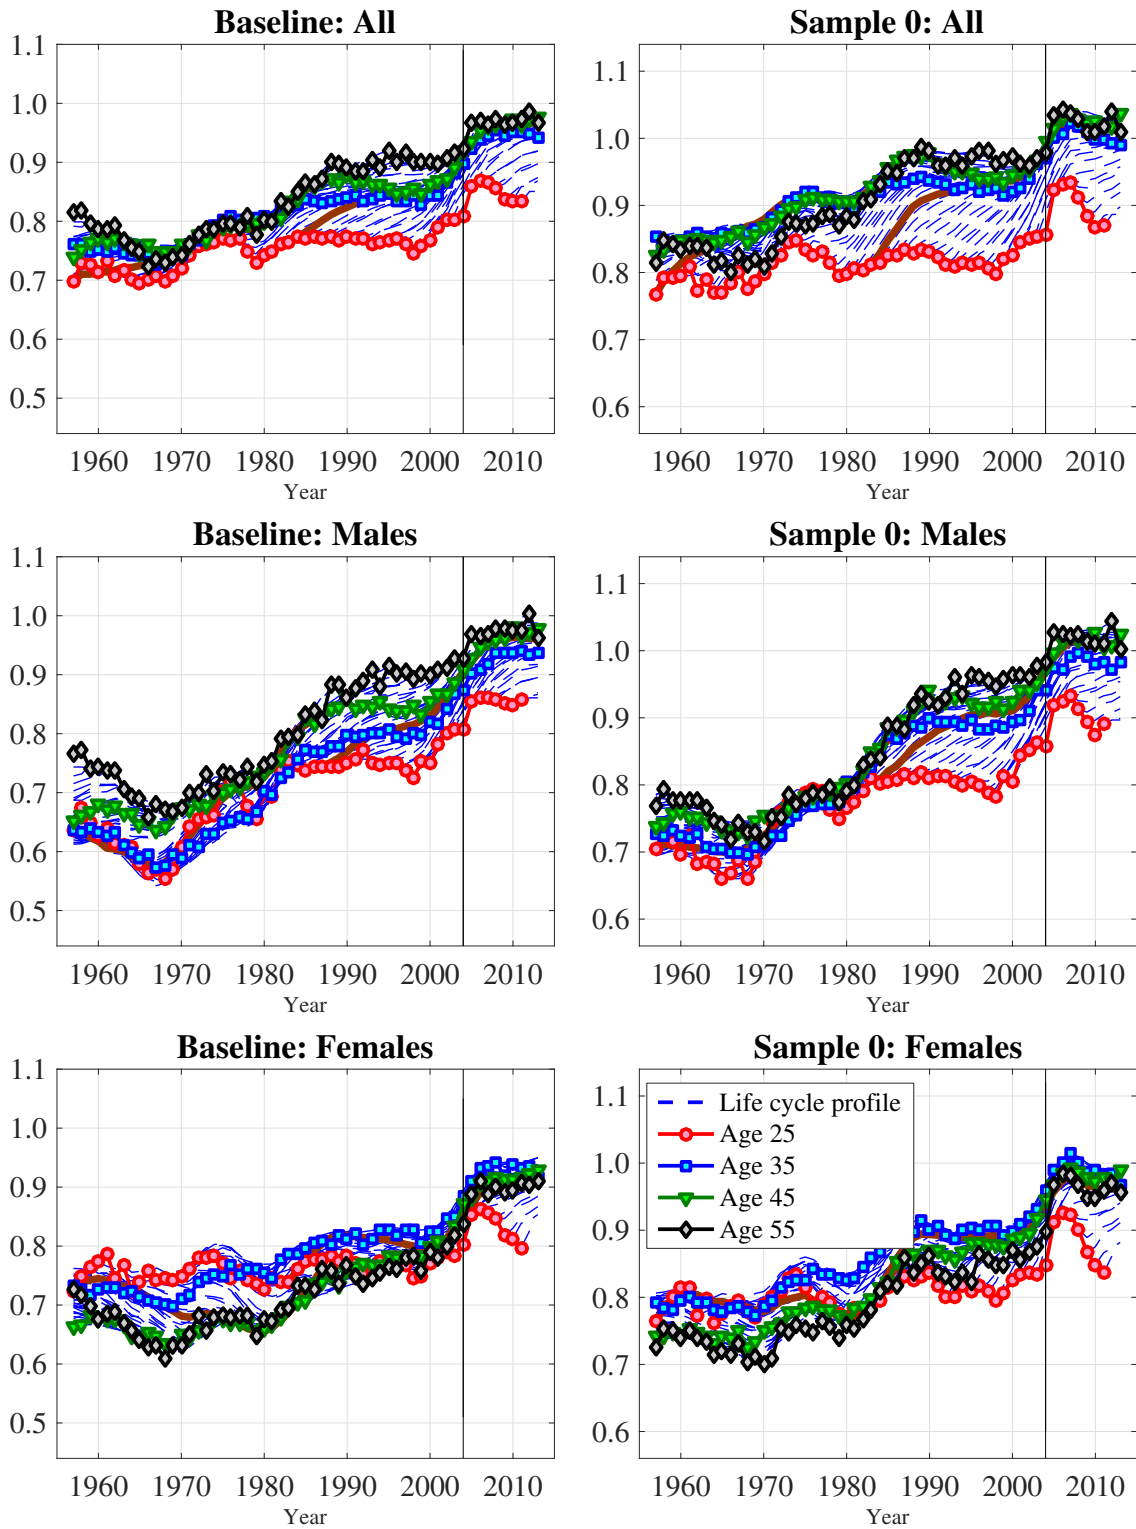 Baseline: All
1.1
1.0
0.9
0.8
0.7
0.6
0.5
1960 1970 1980 1990 2000 2010
Year
Sample 0: All
1.1
1.0
0.9
0.8
0.7
0.6
1960 1970 1980 1990 2000 2010
Year
Baseline: Males
1.1
1.0
0.9
0.8
0.7
0.6
0.5
1960 1970 1980 1990 2000 2010
Year
Sample 0: Males
1.1
1.0
0.9
0.8
0.7
0.6
1960 1970 1980 1990 2000 2010
Year
Baseline: Females
1.1
1.0
0.9
0.8
0.7
0.6
0.5
1960 1970 1980 1990 2000 2010
Year
Sample 0: Females
1.1
1.0
0.9
0.8
0.7
0.6
Life cycle profile
Age 25
Age 35
Age 45
Age 55
1960 1970 1980 1990 2000 2010
Year